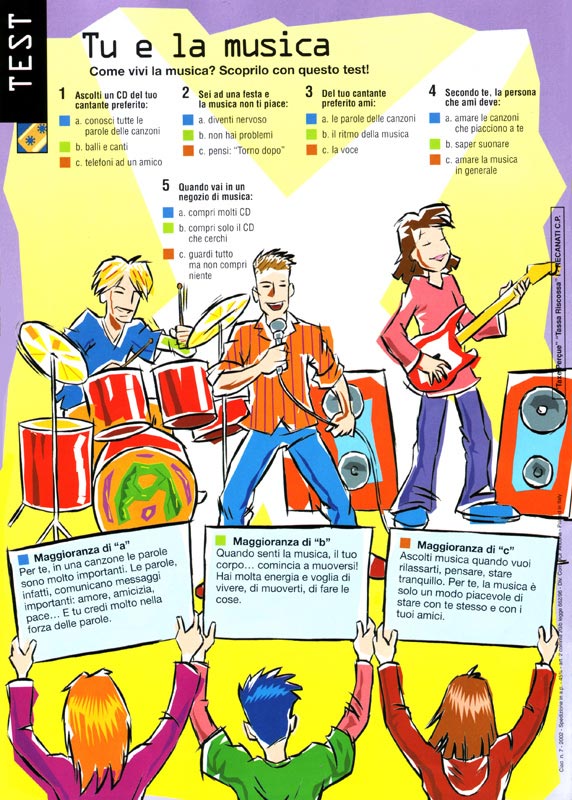 TEST
Tu e la musica
Come vivi la musica? Scoprilo con questo test!
1 Ascolti un CD del tuo
cantante preferito:
a. conosci tutte le
parole delle canzoni
b. balli e canti
c. telefoni ad un amico
2 Sei ad una festa e
la musica non ti piace:
a. diventi nervoso
b. non hai problemi
c. pensi: "Torno dopo"
3 Del tuo cantante
preferito ami:
a. le parole delle canzoni
b. il ritmo della musica
c. la voce
4 Secondo te, la persona
che ami deve:
a. amare le canzoni
che piacciono a te
b. saper suonare
c. amare la musica
in generale
5 Quando vai in un
negozio di musica:
a. compri molti CD
b. compri solo il CD
che cerchi
c. guardi tutto
ma non compri
niente
Maggioranza di "a"
Per te, in una canzone le parole
sono molto importanti. Le parole,
infatti, comunicano messaggi
importanti: amore, amicizia,
pace... E tu credi molto nella
forza delle parole.
Maggioranza di "b"
Quando senti la musica, il tuo
corpo... comincia a muoversi!
Hai molta energia e voglia di
vivere, di muoverti, di fare le
cose.
Maggioranza di "c"
Ascolti musica quando vuoi
rilassarti, pensare, stare
tranquillo. Per te, la musica è
solo un modo piacevole di
stare con te stesso e con i
tuoi amici.
"Tassa Riscossa" RECANATI C.P.
Ciao n. 7 - 2002 - Spedizione in a.p. - 45% - art. 2 comma 20/b legge 662/96